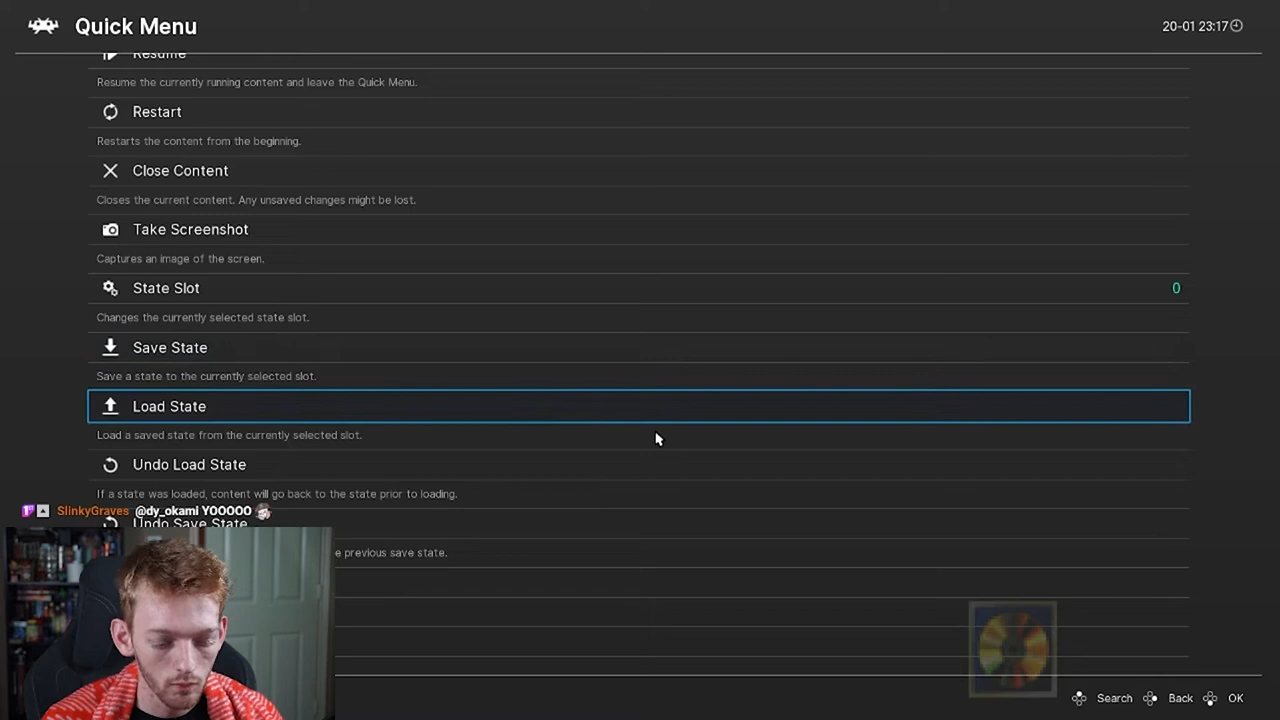 Quick Menu
20-01 23:17
Resume
Resume the currently running content and leave the Quick Menu.
Restart
Restarts the content from the beginning.
Close Content
Closes the current content. Any unsaved changes might be lost.
Take Screenshot
Captures an image of the screen.
State Slot 0
Changes the currently selected state slot.
Save State
Save a state to the currently selected slot.
Load State
Load a saved state from the currently selected slot.
Undo Load State
If a state was loaded, content will go back to the state prior to loading.
SlinkyGraves @dy_okami YOOOOO
Undo Save State
e previous save state.
Search Back OK